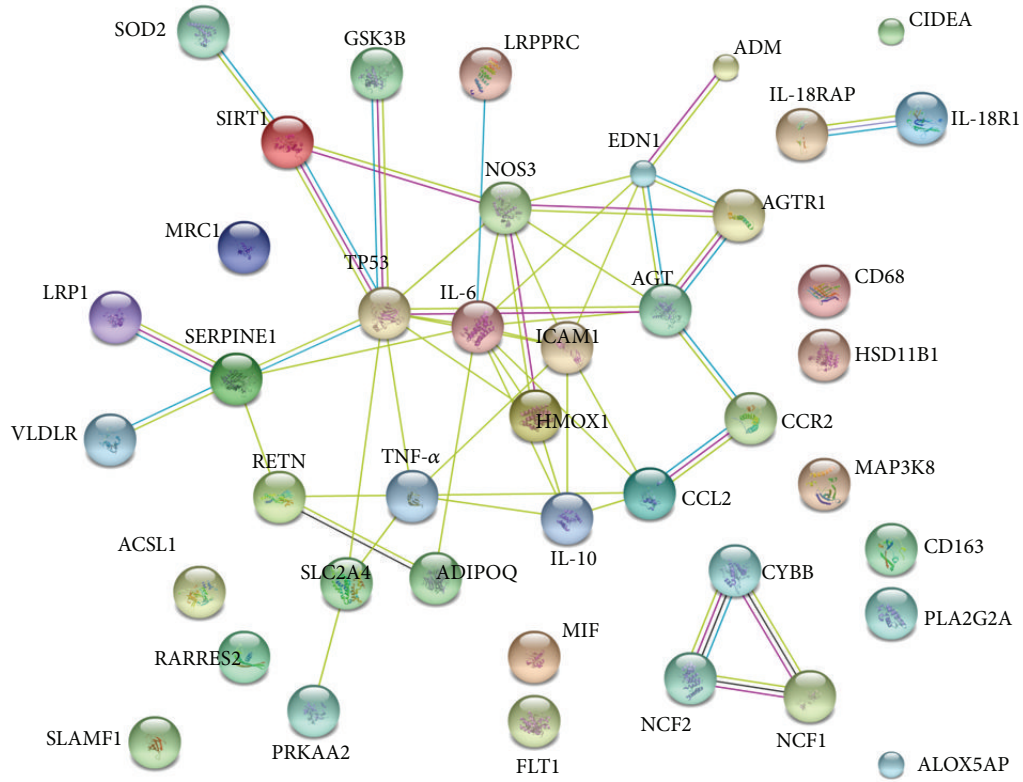 SOD2
GSK3B
LRPPRC
CIDEA
ADM
IL-18RAP
IL-18R1
SIRT1
EDN1
NOS3
AGTR1
MRC1
TP53
IL-6
AGT
CD68
LRP1
SERPINE1
ICAM1
HSD11B1
VLDLR
HMOX1
CCR2
RETN
TNF-α
MAP3K8
CCL2
IL-10
CD163
ACSL1
SLC2A4
ADIPOQ
CYBB
PLA2G2A
RARRES2
MIF
NCF2
NCF1
SLAMF1
PRKAA2
FLT1
ALOX5AP